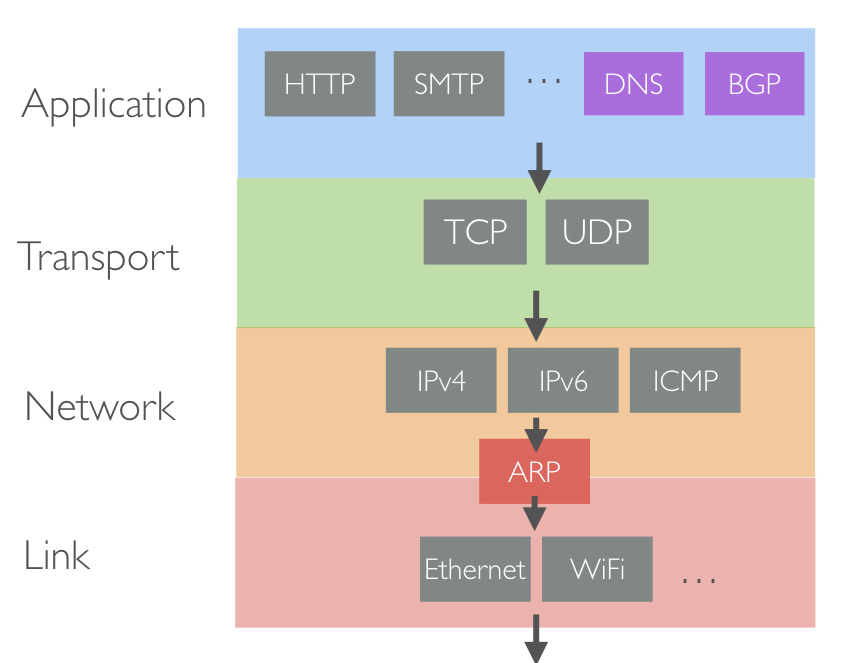 Application
HTTP
SMTP
...
DNS
BGP
Transport
TCP
UDP
Network
IPv4
IPv6
ICMP
ARP
Link
Ethernet
WiFi
...